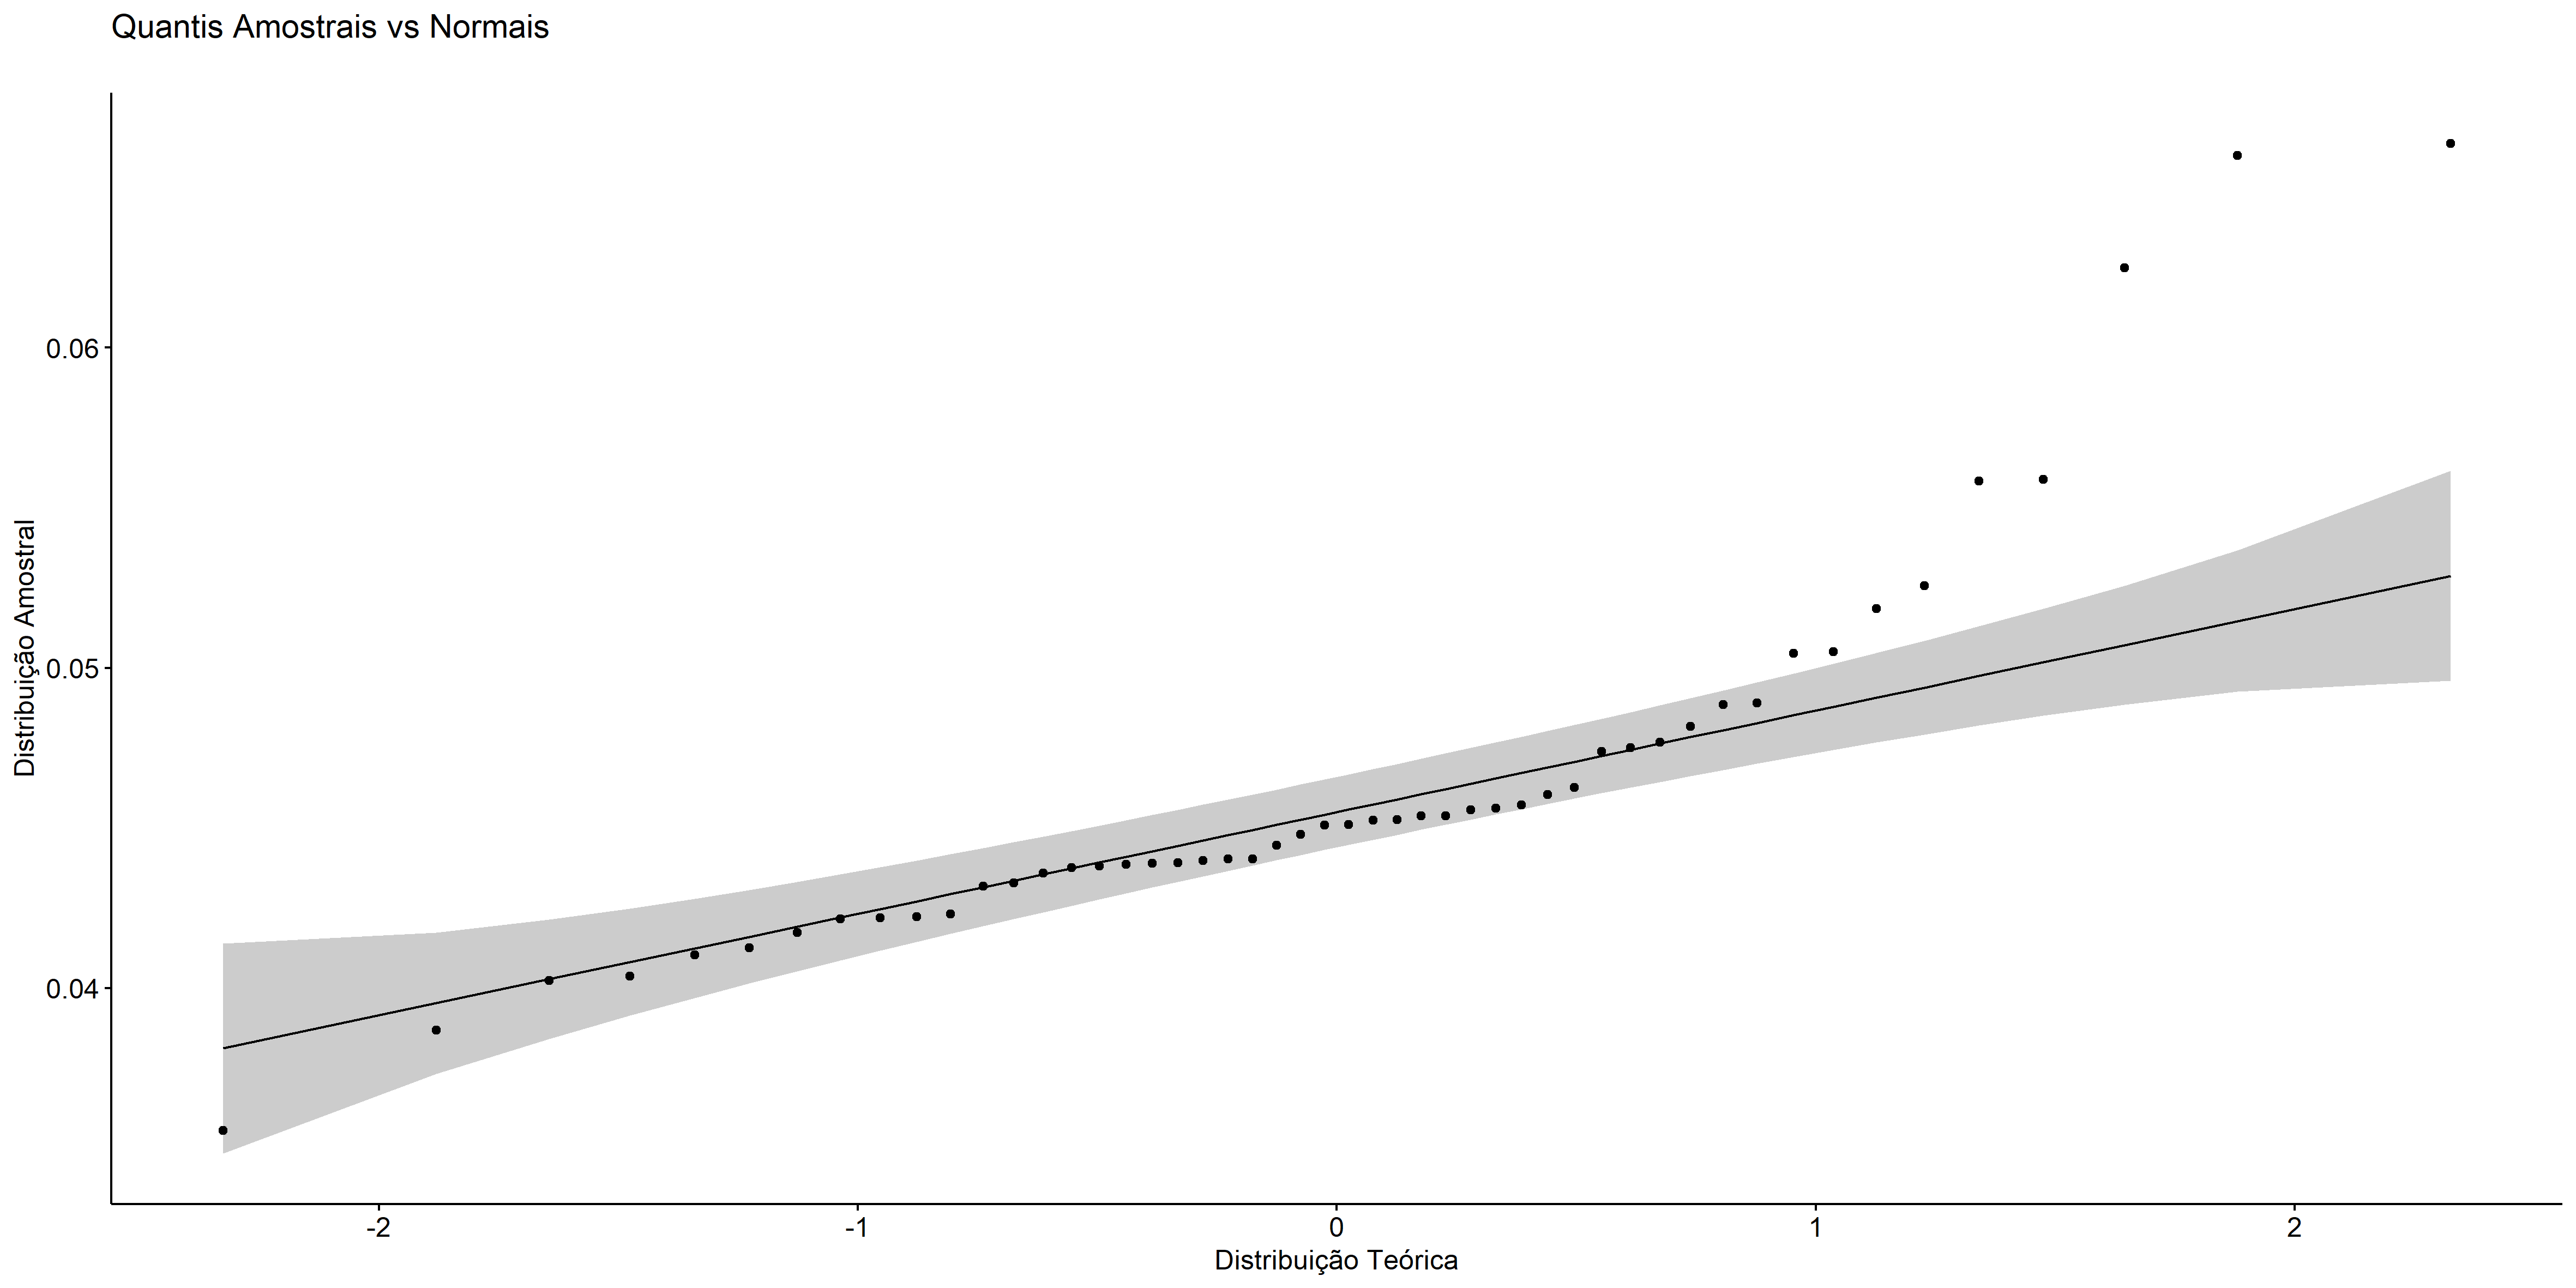 Quantis Amostrais vs Normais
Distribuição Amostral
0.06
0.05
0.04
-2
-1
0
1
2
Distribuição Teórica